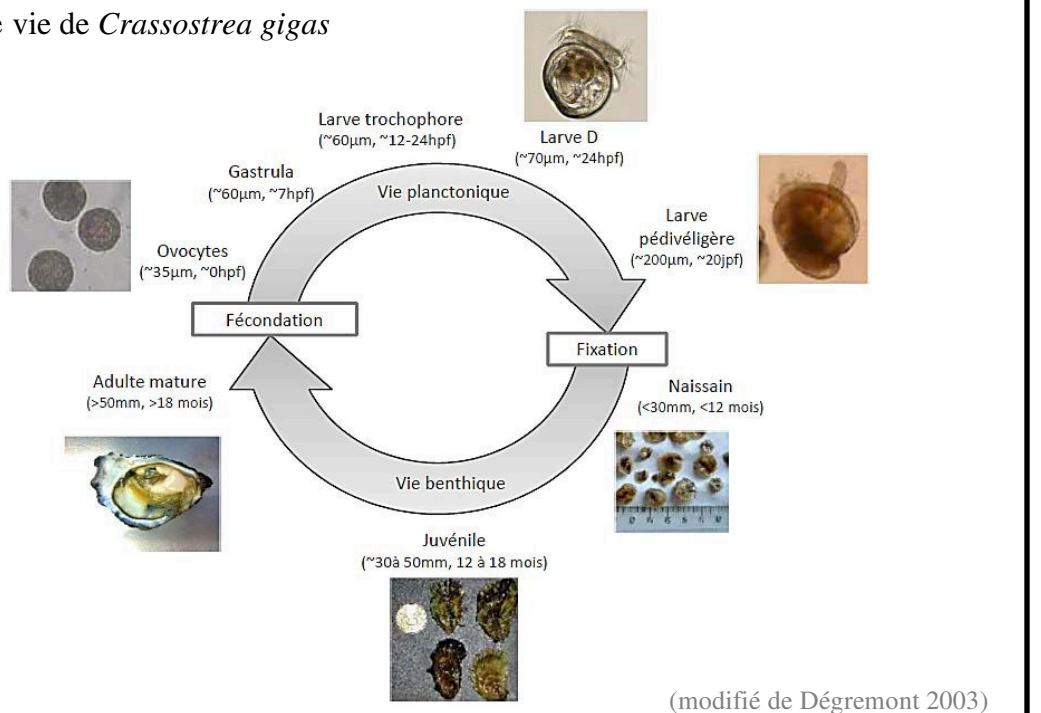 e vie de Crassostrea gigas
Larve trochophore
(~60µm, ~12-24hpf)
Larve D
(~70µm, ~24hpf)
Gastrula
(~60µm, ~7hpf)
Vie planctonique
Larve
pédivéligère
(~200µm, ~20jpf)
Ovocytes
(~35µm, ~0hpf)
Fécondation
Fixation
Adulte mature
(>50mm, >18 mois)
Naissain
(<30mm, <12 mois)
Vie benthique
Juvénile
(~30à 50mm, 12 à 18 mois)
(modifié de Dégremont 2003)